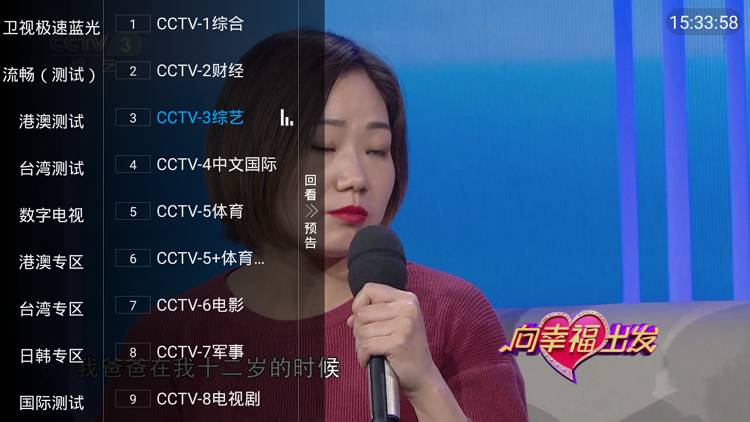 15:33:58
卫视极速蓝光
流畅（测试）
港澳测试
台湾测试
数字电视
港澳专区
台湾专区
日韩专区
国际测试
CCTV 3
1 CCTV-1综合
2 CCTV-2财经
3 CCTV-3综艺
4 CCTV-4中文国际
5 CCTV-5体育
6 CCTV-5+体育…
7 CCTV-6电影
8 CCTV-7军事
9 CCTV-8电视剧
回看
预告
向幸福出发
我爸爸在我十二岁的时候